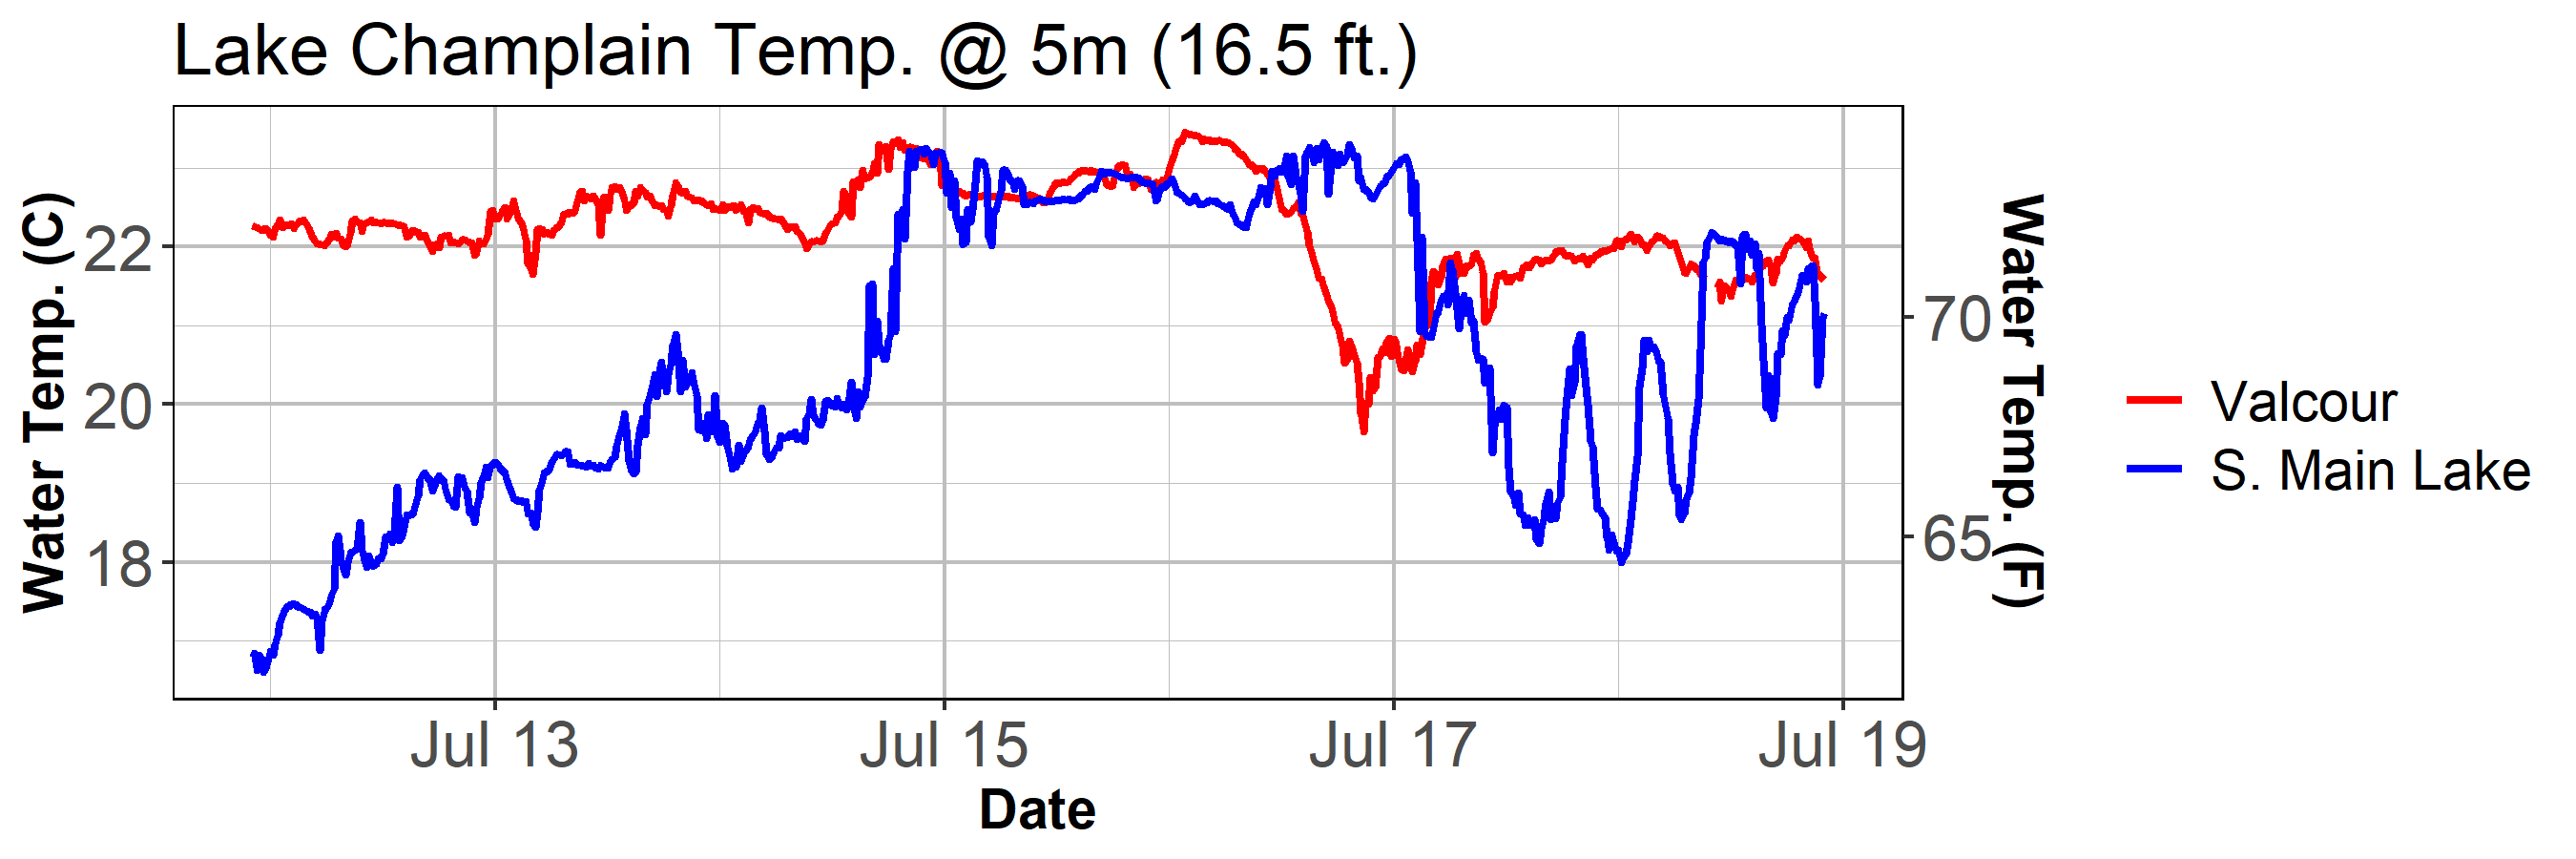 Lake Champlain Temp. @ 5m (16.5 ft.)
Water Temp. (C)
22
20
18
Jul 13
Jul 15
Jul 17
Jul 19
Date
70
65
Water Temp. (F)
Valcour
S. Main Lake